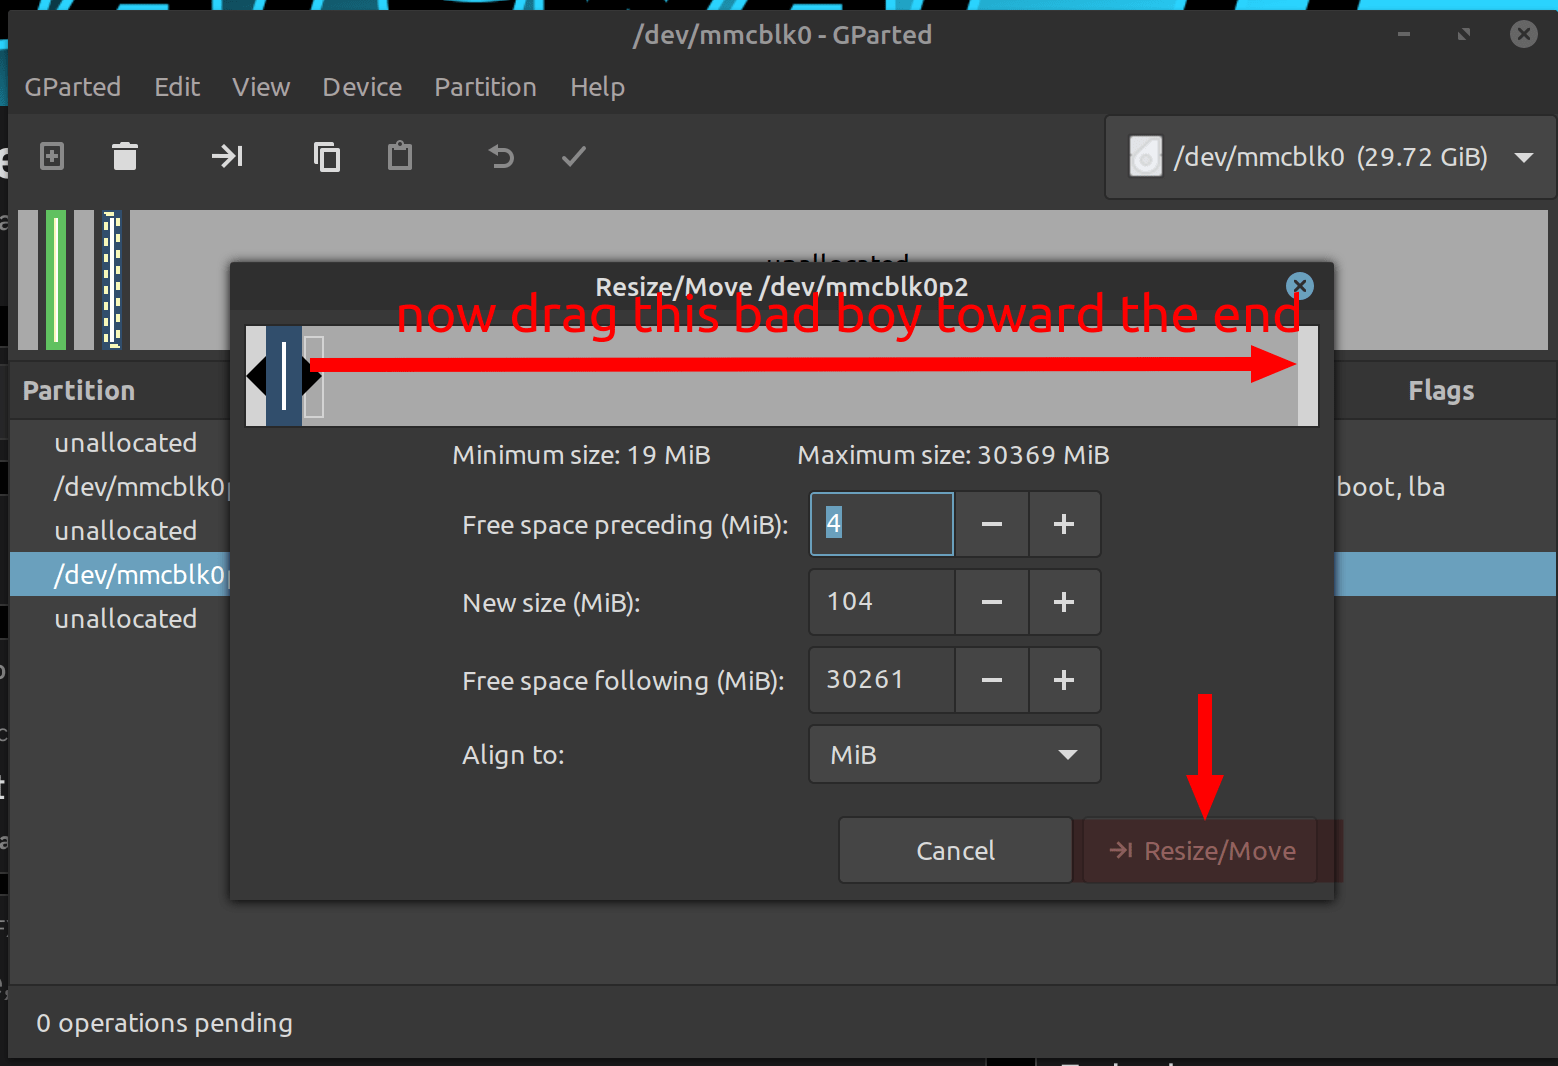 /dev/mmcblk0 - GParted
GParted Edit View Device Partition Help
/dev/mmcblk0 (29.72 GiB)
unallocated
Resize/Move /dev/mmcblk0p2
now drag this bad boy toward the end
Partition
Flags
unallocated
/dev/mmcblk0p
boot, lba
unallocated
/dev/mmcblk0p
unallocated
Minimum size: 19 MiB
Maximum size: 30369 MiB
Free space preceding (MiB): 4
New size (MiB): 104
Free space following (MiB): 30261
Align to: MiB
Cancel
Resize/Move
0 operations pending